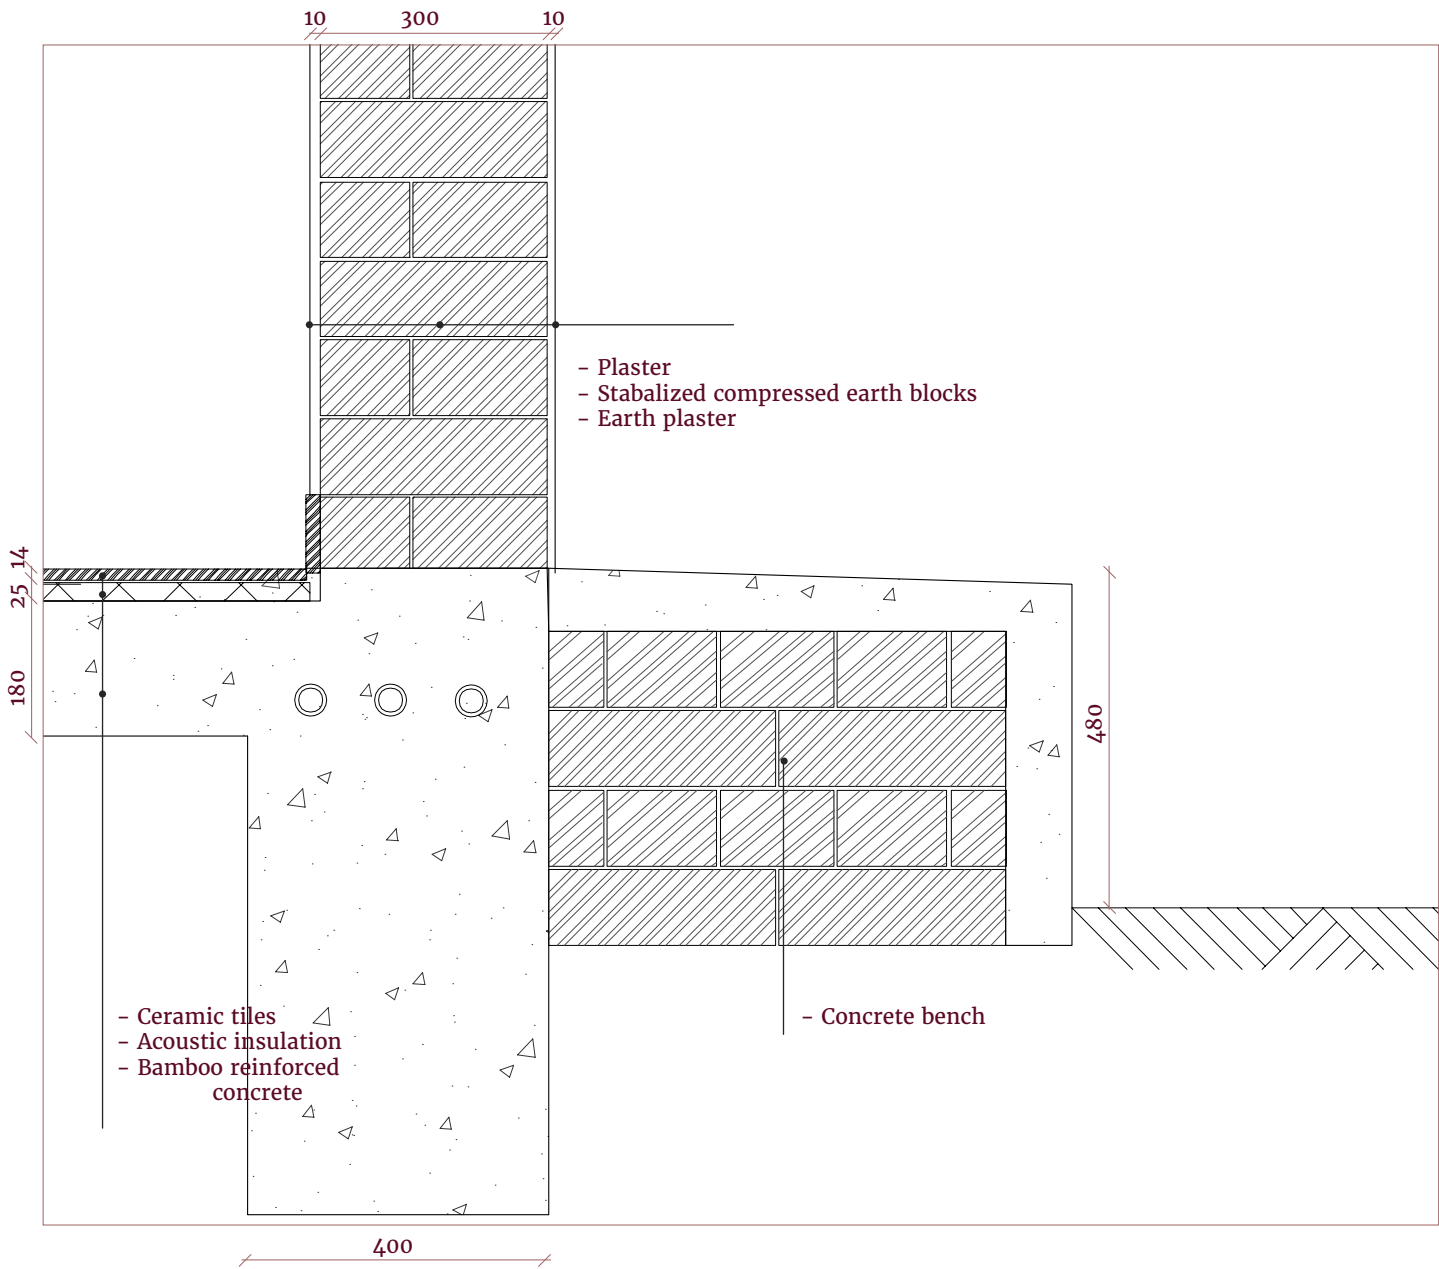 10 300 10
- Plaster
- Stabalized compressed earth blocks
- Earth plaster
14
25
180
480
- Ceramic tiles
- Acoustic insulation
- Bamboo reinforced
concrete
- Concrete bench
400